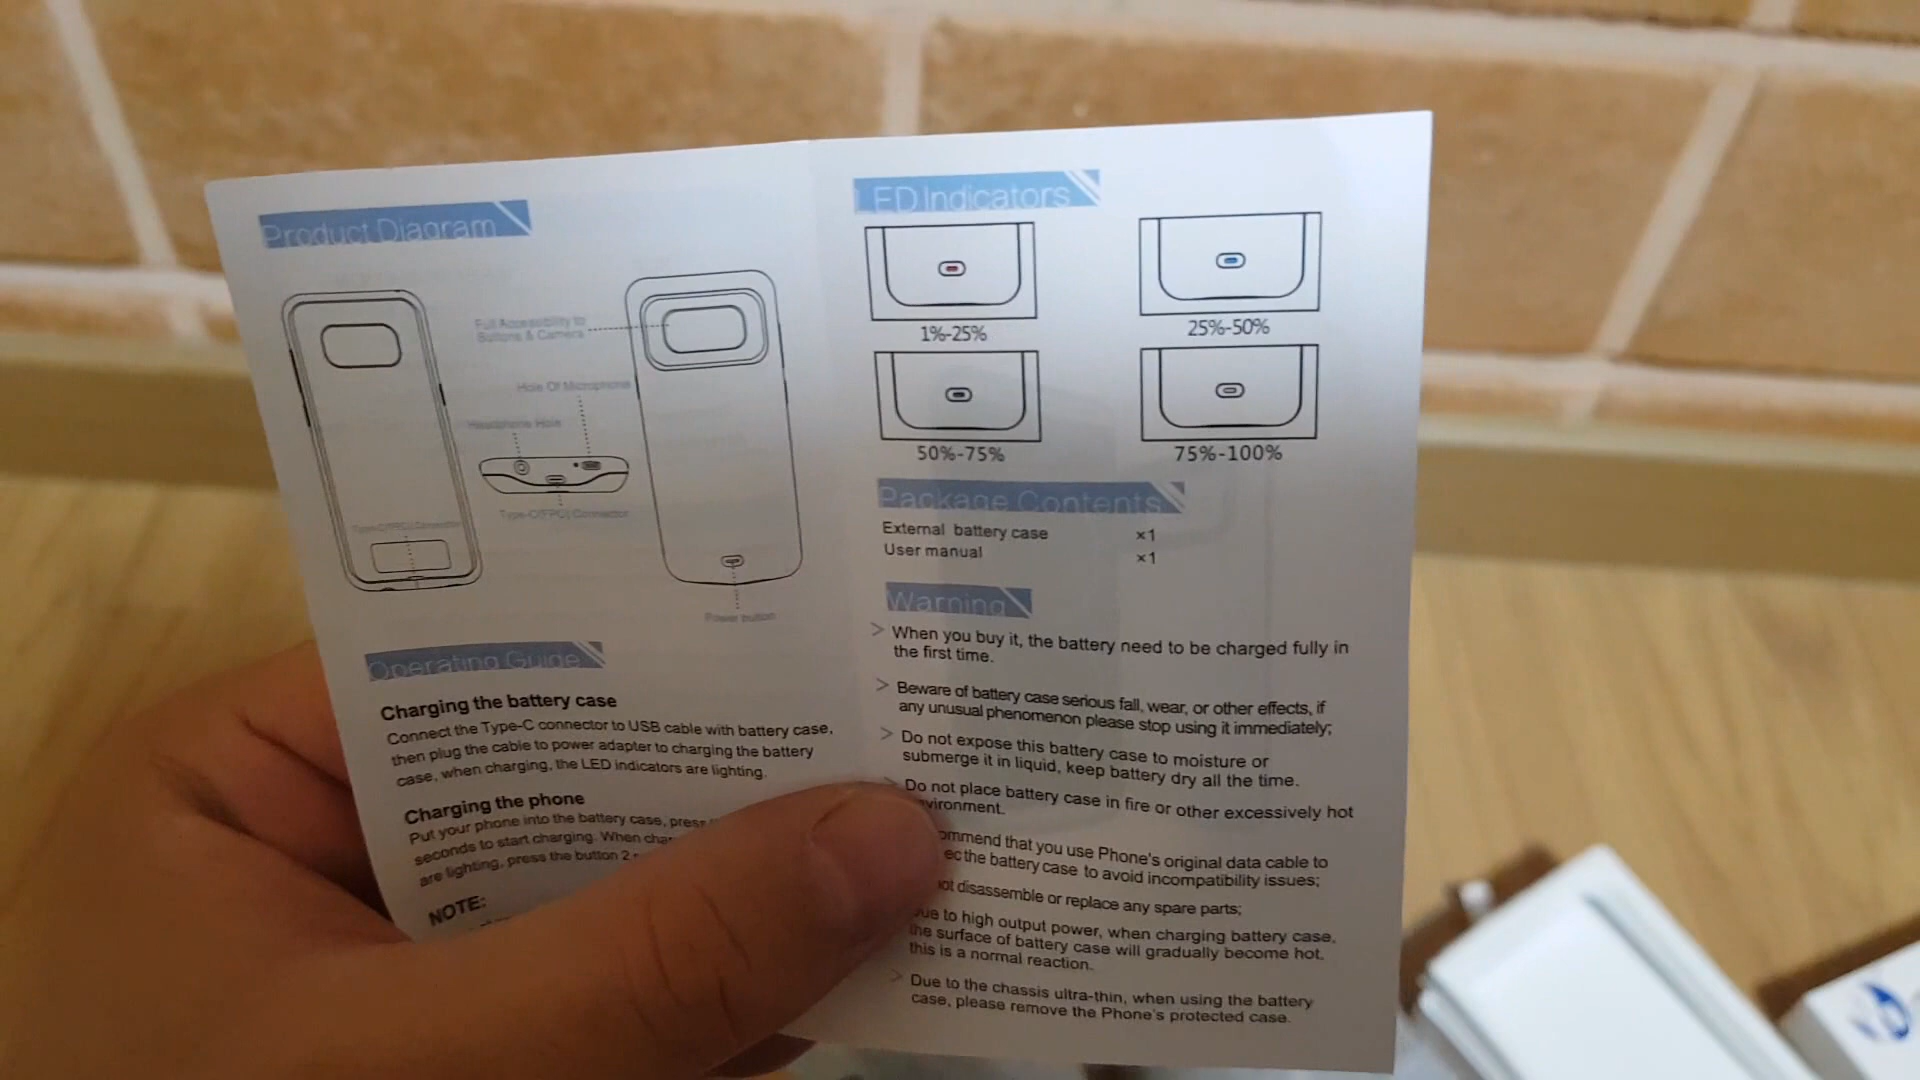 Product Diagram
Full Accessibility to
Buttons & Camera
Hole Of Microphone
Headphone Hole
Type-C(FPC) Connector
Type-C(FPC) Connector
Power button
Operating Guide
Charging the battery case
Connect the Type-C connector to USB cable with battery case,
then plug the cable to power adapter to charging the battery
case, when charging, the LED indicators are lighting.
Charging the phone
Put your phone into the battery case, press
seconds to start charging. When
are lighting, press the button 2
NOTE:
LED Indicators
1%-25%
25%-50%
50%-75%
75%-100%
Package Contents
External battery case ×1
User manual ×1
Warning
> When you buy it, the battery need to be charged fully in
the first time.
> Beware of battery case serious fall, wear, or other effects, if
any unusual phenomenon please stop using it immediately;
> Do not expose this battery case to moisture or
submerge it in liquid, keep battery dry all the time.
> Do not place battery case in fire or other excessively hot
vironment.
ommend that you use Phone's original data cable to
ec the battery case to avoid incompatibility issues;
not disassemble or replace any spare parts;
Due to high output power, when charging battery case,
the surface of battery case will gradually become hot.
this is a normal reaction.
> Due to the chassis ultra-thin, when using the battery
case, please remove the Phone's protected case.